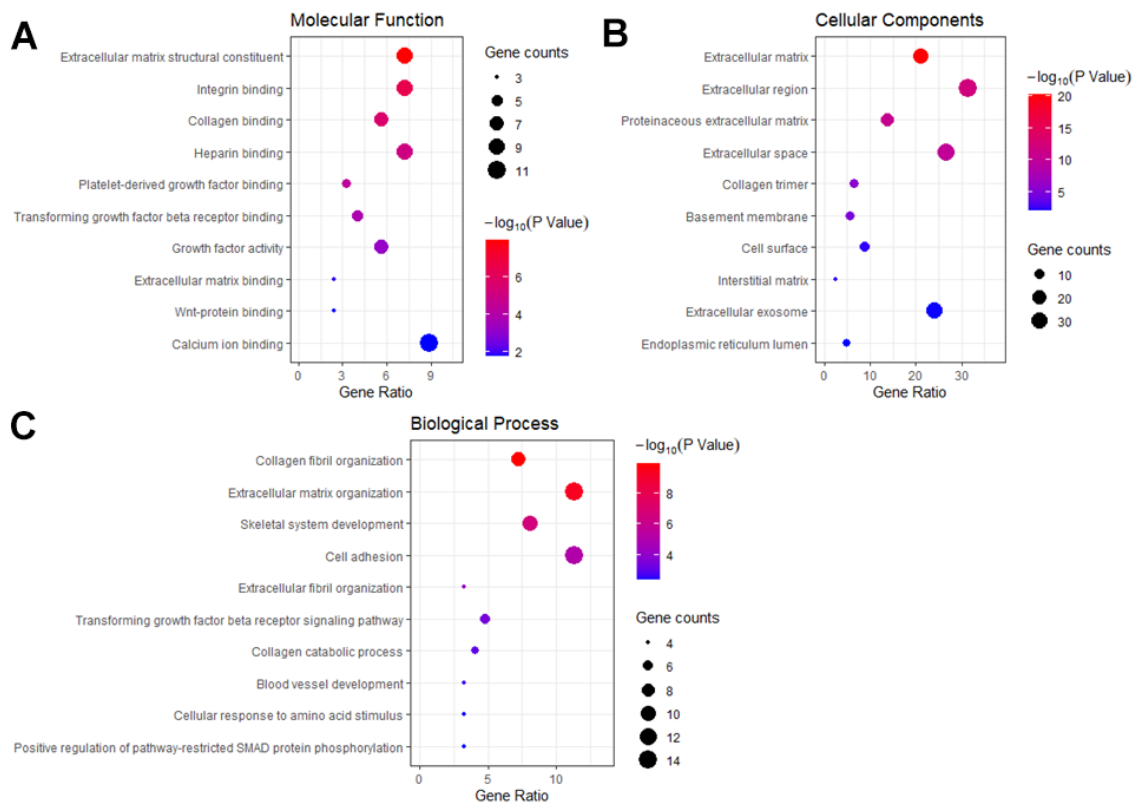 A
Molecular Function
Extracellular matrix structural constituent
Integrin binding
Collagen binding
Heparin binding
Platelet-derived growth factor binding
Transforming growth factor beta receptor binding
Growth factor activity
Extracellular matrix binding
Wnt-protein binding
Calcium ion binding
0 3 6 9
Gene Ratio
Gene counts
3
5
7
9
11
−log10(P Value)
6
4
2
B
Cellular Components
Extracellular matrix
Extracellular region
Proteinaceous extracellular matrix
Extracellular space
Collagen trimer
Basement membrane
Cell surface
Interstitial matrix
Extracellular exosome
Endoplasmic reticulum lumen
0 10 20 30
Gene Ratio
−log10(P Value)
20
15
10
5
Gene counts
10
20
30
C
Biological Process
Collagen fibril organization
Extracellular matrix organization
Skeletal system development
Cell adhesion
Extracellular fibril organization
Transforming growth factor beta receptor signaling pathway
Collagen catabolic process
Blood vessel development
Cellular response to amino acid stimulus
Positive regulation of pathway-restricted SMAD protein phosphorylation
0 5 10
Gene Ratio
−log10(P Value)
8
6
4
Gene counts
4
6
8
10
12
14